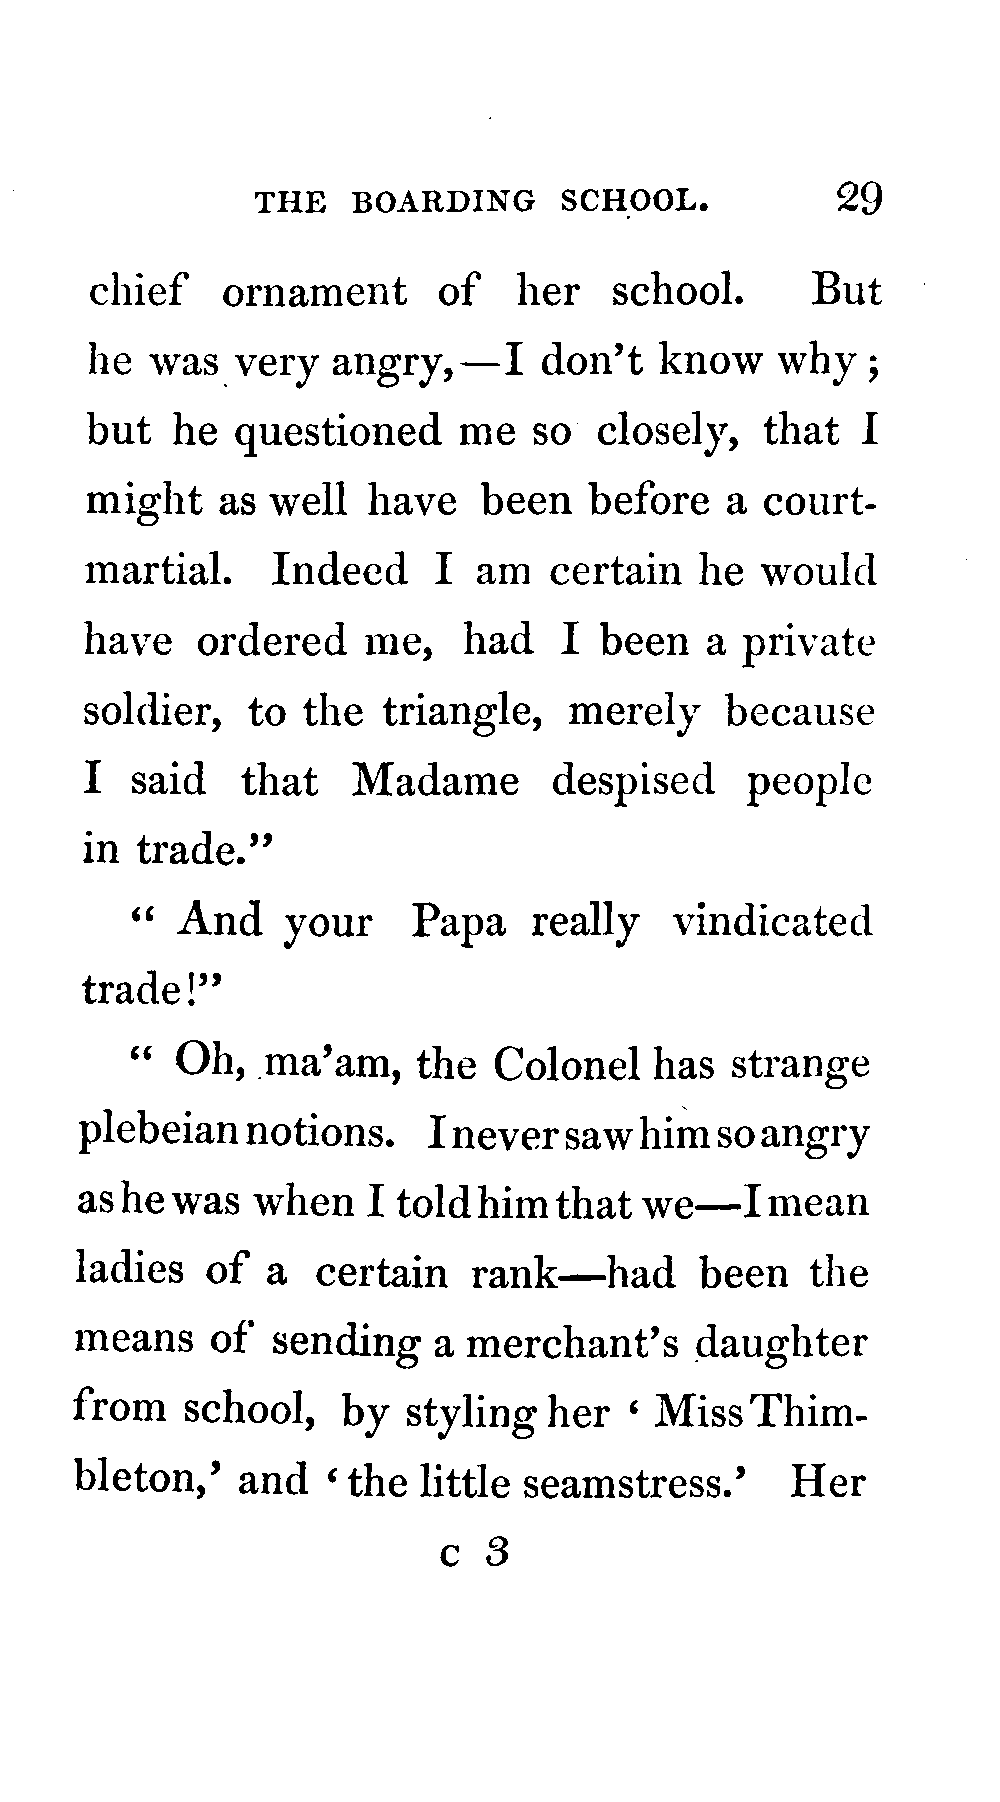 THE BOARDING SCHOOL. 29
chief ornament of her school. But
he was very angry,—I don't know why ;
but he questioned me so closely, that I
might as well have been before a court-
martial. Indeed I am certain he would
have ordered me, had I been a private
soldier, to the triangle, merely because
I said that Madame despised people
in trade."
" And your Papa really vindicated
trade!"
" Oh, ma'am, the Colonel has strange
plebeian notions. I never saw him so angry
as he was when I told him that we—I mean
ladies of a certain rank—had been the
means of sending a merchant's daughter
from school, by styling her ‘ Miss Thim-
bleton,’ and ‘ the little seamstress.’ Her
C 3